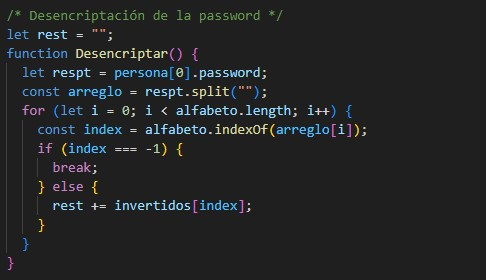 /* Desencriptación de la password */
let rest = "";
function Desencriptar() {
let respt = persona[0].password;
const arreglo = respt.split("");
for (let i = 0; i < alfabeto.length; i++) {
const index = alfabeto.indexOf(arreglo[i]);
if (index === -1) {
break;
} else {
rest += invertidos[index];
}
}
}